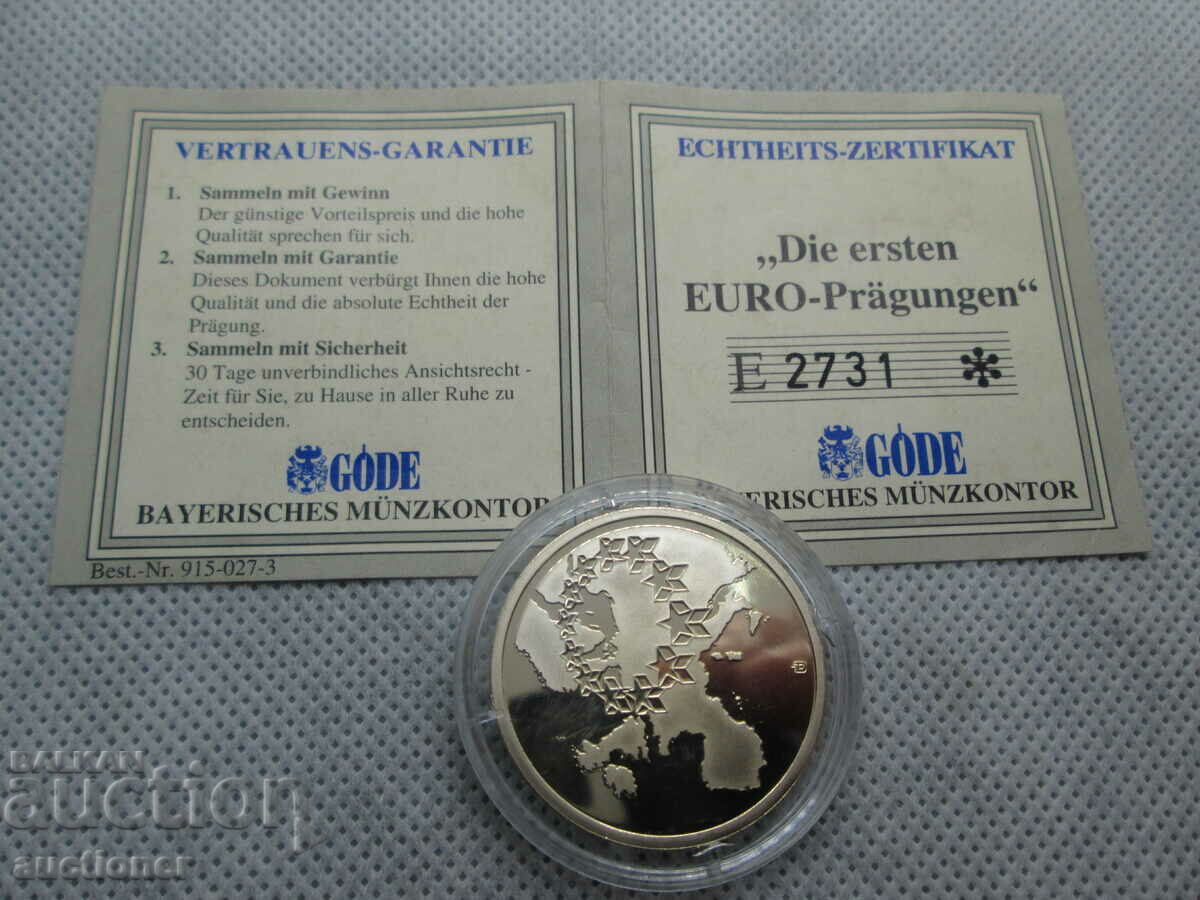 VERTRAUENS-GARANTIE
1. Sammeln mit Gewinn
Der günstige Vorteilspreis und die hohe
Qualität sprechen für sich.
2. Sammeln mit Garantie
Dieses Dokument verbürgt Ihnen die hohe
Qualität und die absolute Echtheit der
Prägung.
3. Sammeln mit Sicherheit
30 Tage unverbindliches Ansichtsrecht -
Zeit für Sie, zu Hause in aller Ruhe zu
entscheiden.
GÖDE
BAYERISCHES MÜNZKONTOR
Best.-Nr. 915-027-3
ECHTHEITS-ZERTIFIKAT
„Die ersten
EURO-Prägungen“
E 2731 *
GÖDE
ERISCHES MÜNZKONTOR
BALKAN
auction
auctioner